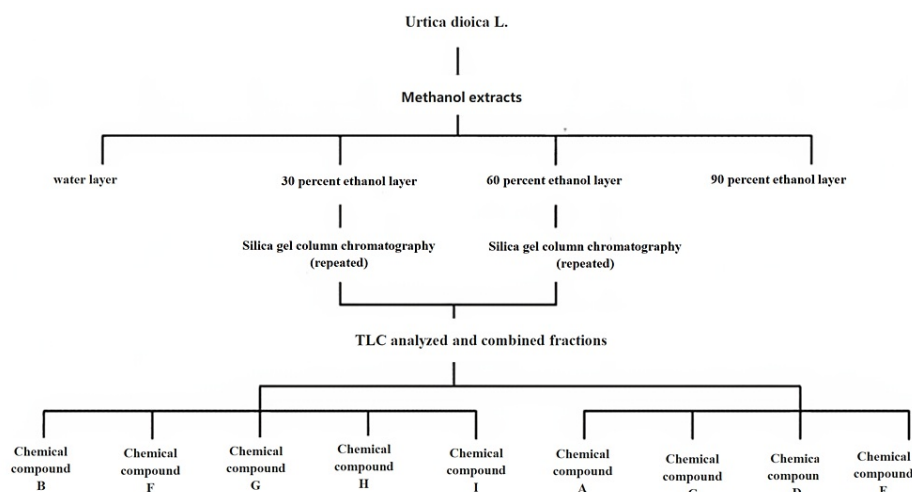 Urtica dioica L.
Methanol extracts
water layer
30 percent ethanol layer
60 percent ethanol layer
90 percent ethanol layer
Silica gel column chromatography
(repeated)
Silica gel column chromatography
(repeated)
TLC analyzed and combined fractions
Chemical
compound
B
Chemical
compound
F
Chemical
compound
G
Chemical
compound
H
Chemical
compound
I
Chemical
compound
A
Chemical
compound
Chemica
compoun
D
Chemical
compound